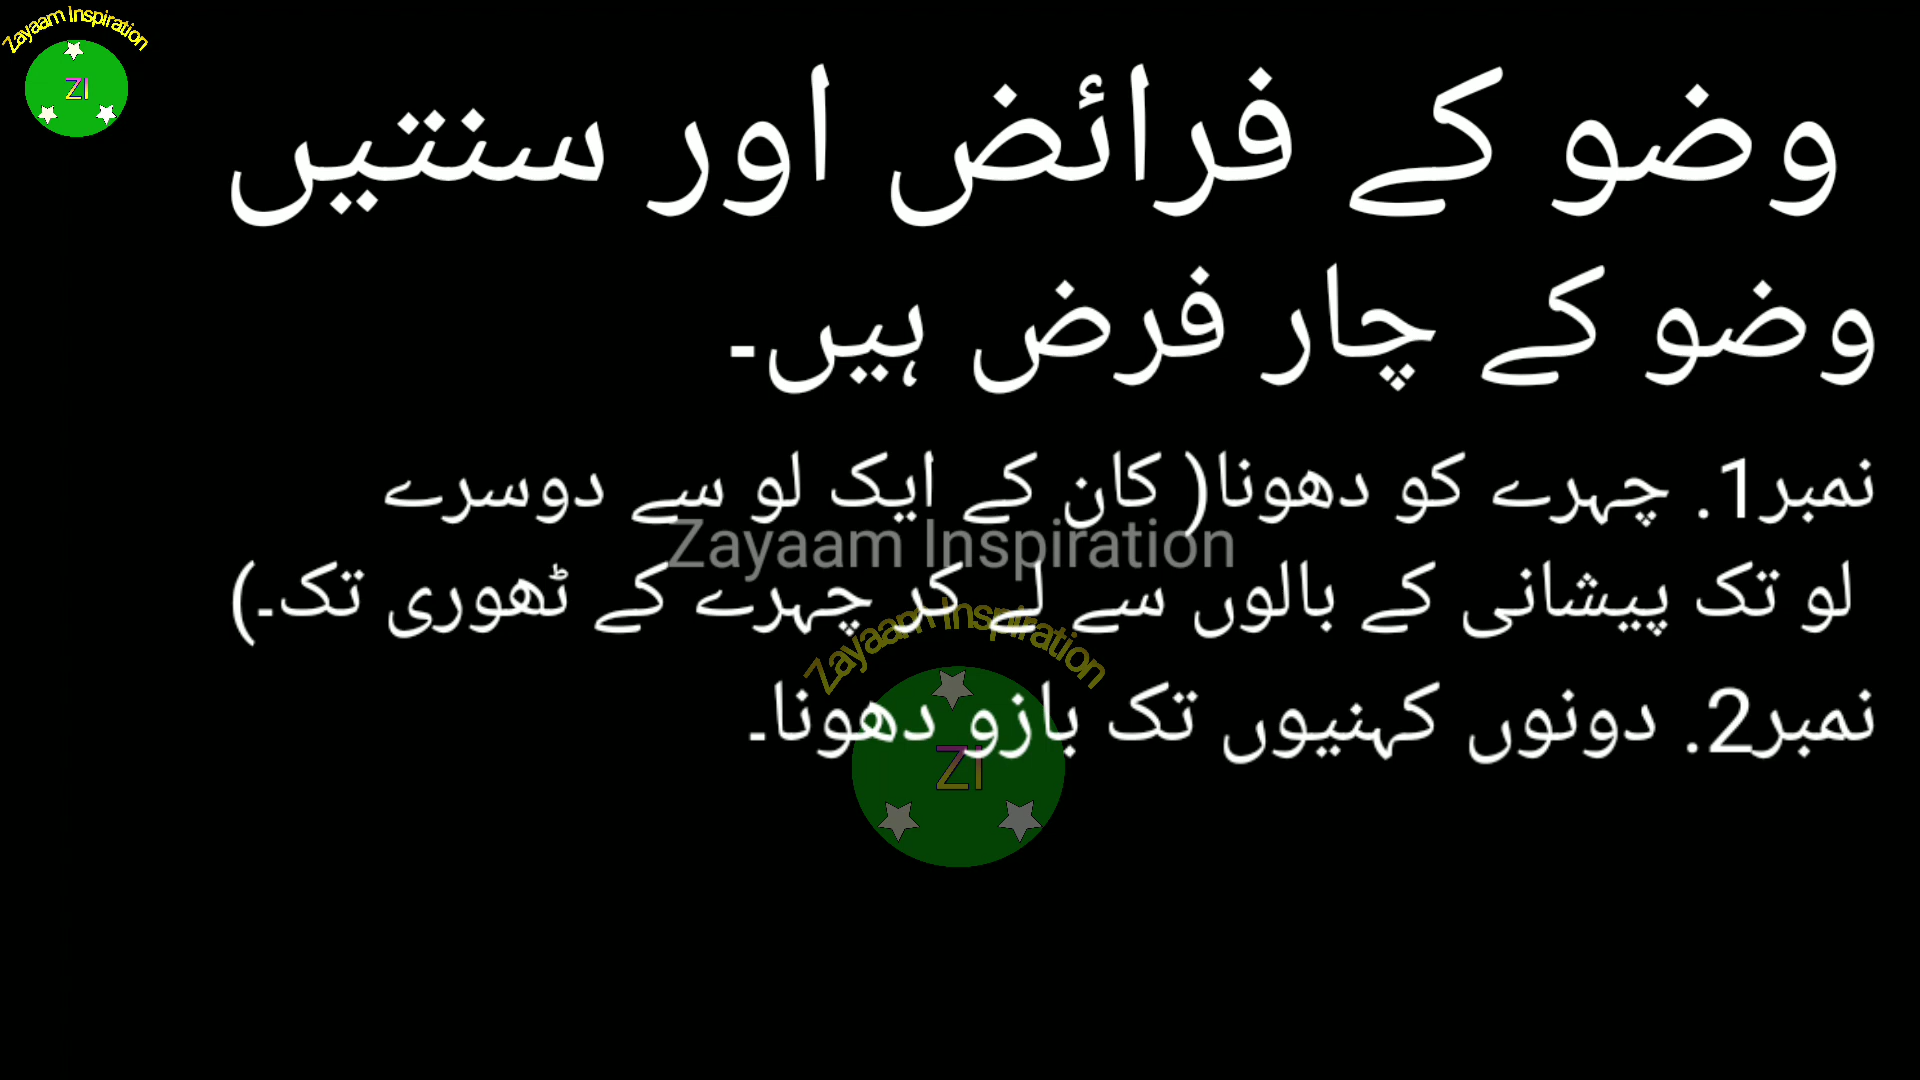 Zayaam Inspiration
ZI
وضو کے فرائض اور سنتیں
وضو کے چار فرض ہیں۔
نمبر1. چہرے کو دھونا( کان کے ایک لو سے دوسرے
لو تک پیشانی کے بالوں سے لے کر چہرے کے ٹھوری تک۔)
نمبر2. دونوں کہنیوں تک بازو دھونا۔
Zayaam Inspiration
Zayaam Inspiration
ZI